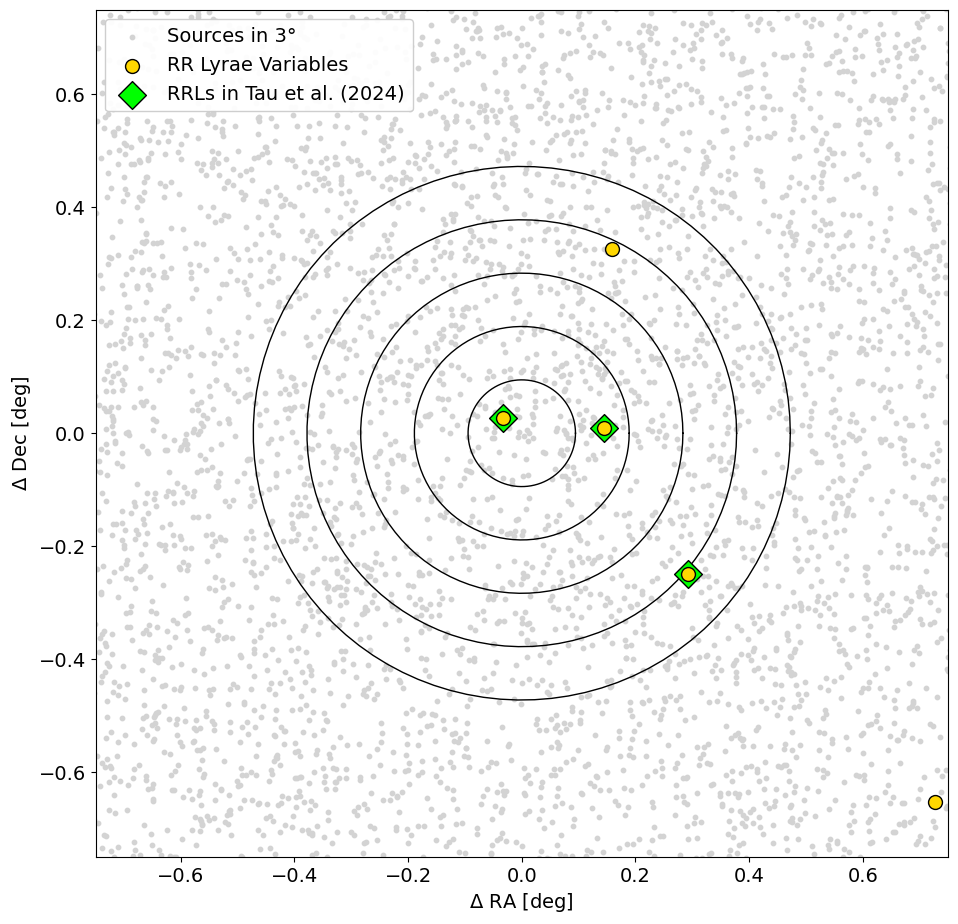 Sources in 3°
RR Lyrae Variables
RRLs in Tau et al. (2024)
0.6
0.4
0.2
0.0
−0.2
−0.4
−0.6
Δ Dec [deg]
−0.6 −0.4 −0.2 0.0 0.2 0.4 0.6
Δ RA [deg]